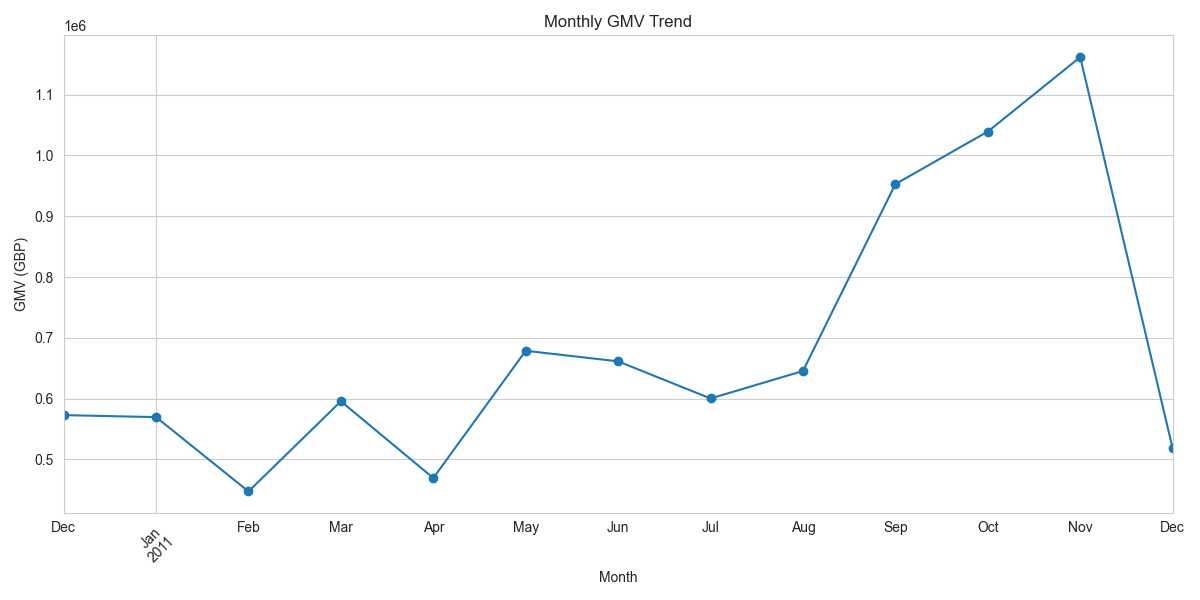 Monthly GMV Trend
1e6
1.1
1.0
0.9
0.8
0.7
0.6
0.5
GMV (GBP)
Dec
Jan
2011
Feb
Mar
Apr
May
Jun
Jul
Aug
Sep
Oct
Nov
Dec
Month